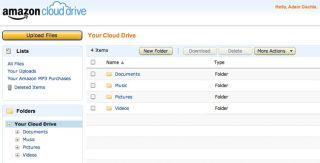 amazon cloud drive
Hello, Adam Dachis.
Upload Files
Your Cloud Drive
4 Items
New Folder
Download
Delete
More Actions
Lists
All Files
Your Uploads
Your Amazon MP3 Purchases
Deleted Items
Name
Type
Documents
Folder
Music
Folder
Pictures
Folder
Videos
Folder
Folders
Your Cloud Drive
Documents
Music
Pictures
Videos